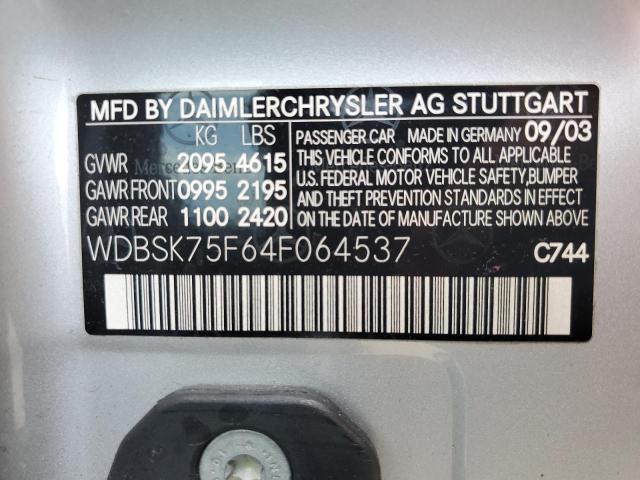 MFD BY DAIMLERCHRYSLER AG STUTTGART
KG LBS
GVWR 2095 4615
GAWR FRONT 0995 2195
GAWR REAR 1100 2420
PASSENGER CAR MADE IN GERMANY 09/03
THIS VEHICLE CONFORMS TO ALL APPLICABLE
U.S. FEDERAL MOTOR VEHICLE SAFETY, BUMPER
AND THEFT PREVENTION STANDARDS IN EFFECT
ON THE DATE OF MANUFACTURE SHOWN ABOVE
WDBSK75F64F064537
C744